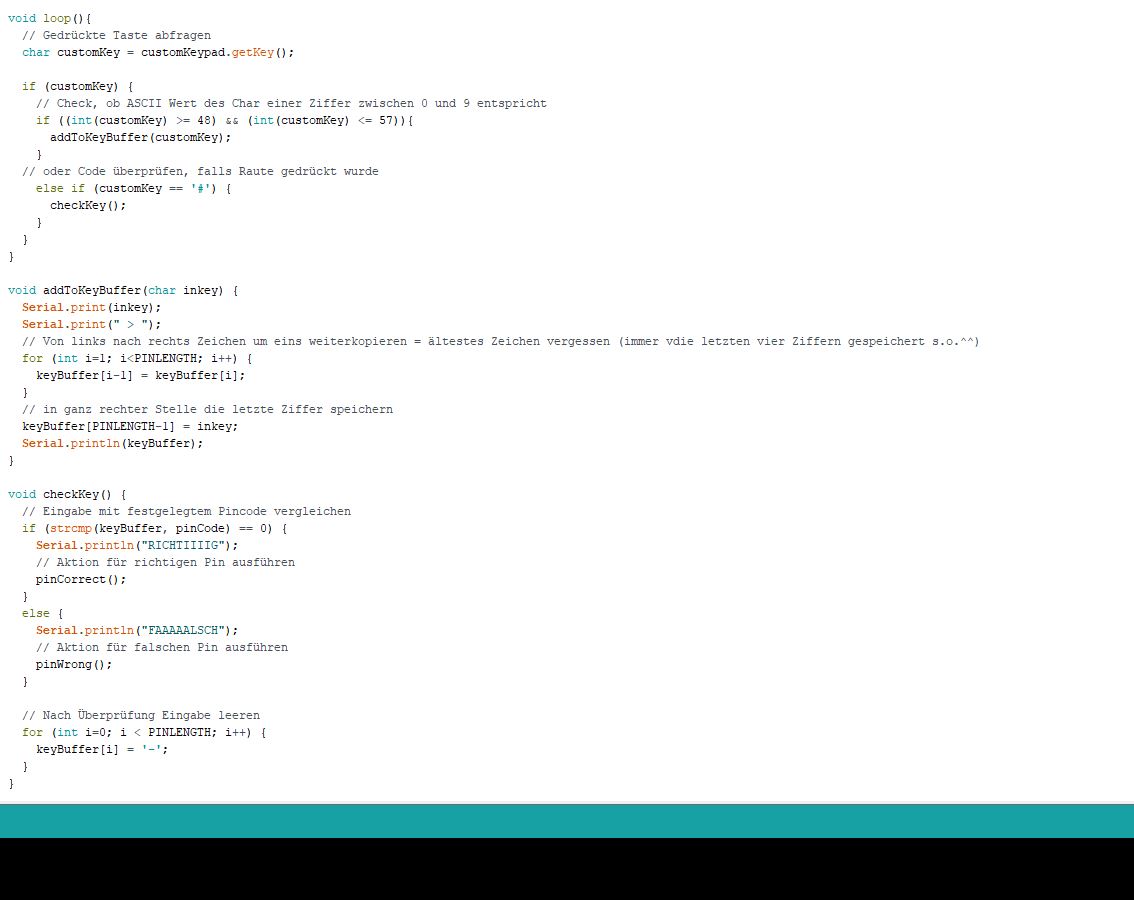 void loop(){
// Gedrückte Taste abfragen
char customKey = customKeypad.getKey();
if (customKey) {
// Check, ob ASCII Wert des Char einer Ziffer zwischen 0 und 9 entspricht
if ((int(customKey) >= 48) && (int(customKey) <= 57)){
addToKeyBuffer(customKey);
}
// oder Code überprüfen, falls Raute gedrückt wurde
else if (customKey == '#') {
checkKey();
}
}
}
void addToKeyBuffer(char inkey) {
Serial.print(inkey);
Serial.print(" > ");
// Von links nach rechts Zeichen um eins weiterkopieren = ältestes Zeichen vergessen (immer vdie letzten vier Ziffern gespeichert s.o.^^)
for (int i=1; i<PINLENGTH; i++) {
keyBuffer[i-1] = keyBuffer[i];
}
// in ganz rechter Stelle die letzte Ziffer speichern
keyBuffer[PINLENGTH-1] = inkey;
Serial.println(keyBuffer);
}
void checkKey() {
// Eingabe mit festgelegtem Pincode vergleichen
if (strcmp(keyBuffer, pinCode) == 0) {
Serial.println("RICHTIIIIG");
// Aktion für richtigen Pin ausführen
pinCorrect();
}
else {
Serial.println("FAAAAALSCH");
// Aktion für falschen Pin ausführen
pinWrong();
}
// Nach Überprüfung Eingabe leeren
for (int i=0; i < PINLENGTH; i++) {
keyBuffer[i] = '-';
}
}